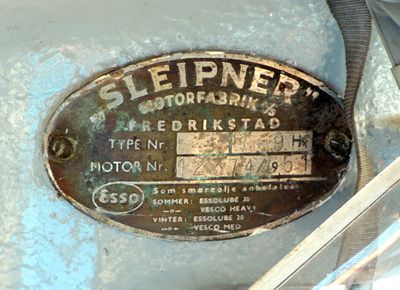 „SLEIPNER"
MOTORFABRIK A/S
FREDRIKSTAD
TYPE Nr. HK
MOTOR Nr.
Esso
Som smøreolje anbefales:
SOMMER: ESSOLUBE 30
—»— VESCO HEAVY
VINTER: ESSOLUBE 20
—»— VESCO MED